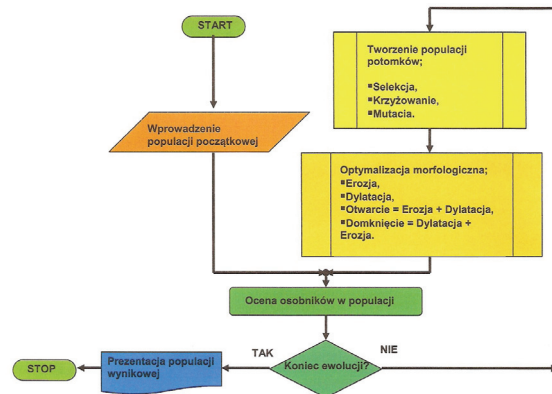 START
Tworzenie populacji
potomków;
▪Selekcja,
▪Krzyżowanie,
▪Mutacia.
Wprowadzenie
populacji początkowej
Optymalizacja morfologiczna;
▪Erozja,
▪Dylatacja,
▪Otwarcie = Erozja + Dylatacja,
▪Domknięcie = Dylatacja +
Erozja.
Ocena osobników w populacji
TAK
NIE
Koniec ewolucji?
Prezentacja populacji
wynikowej
STOP